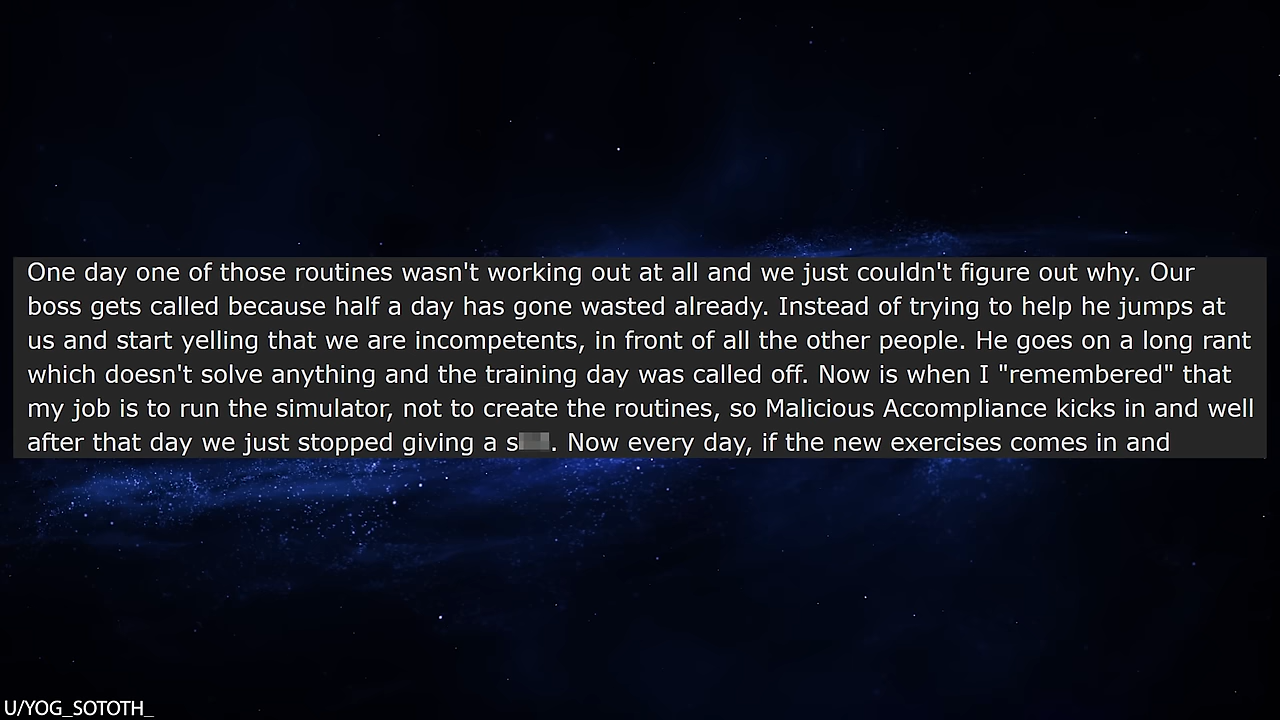 One day one of those routines wasn't working out at all and we just couldn't figure out why. Our
boss gets called because half a day has gone wasted already. Instead of trying to help he jumps at
us and start yelling that we are incompetents, in front of all the other people. He goes on a long rant
which doesn't solve anything and the training day was called off. Now is when I "remembered" that
my job is to run the simulator, not to create the routines, so Malicious Accompliance kicks in and well
after that day we just stopped giving a s. Now every day, if the new exercises comes in and
U/YOG_SOTOTH_